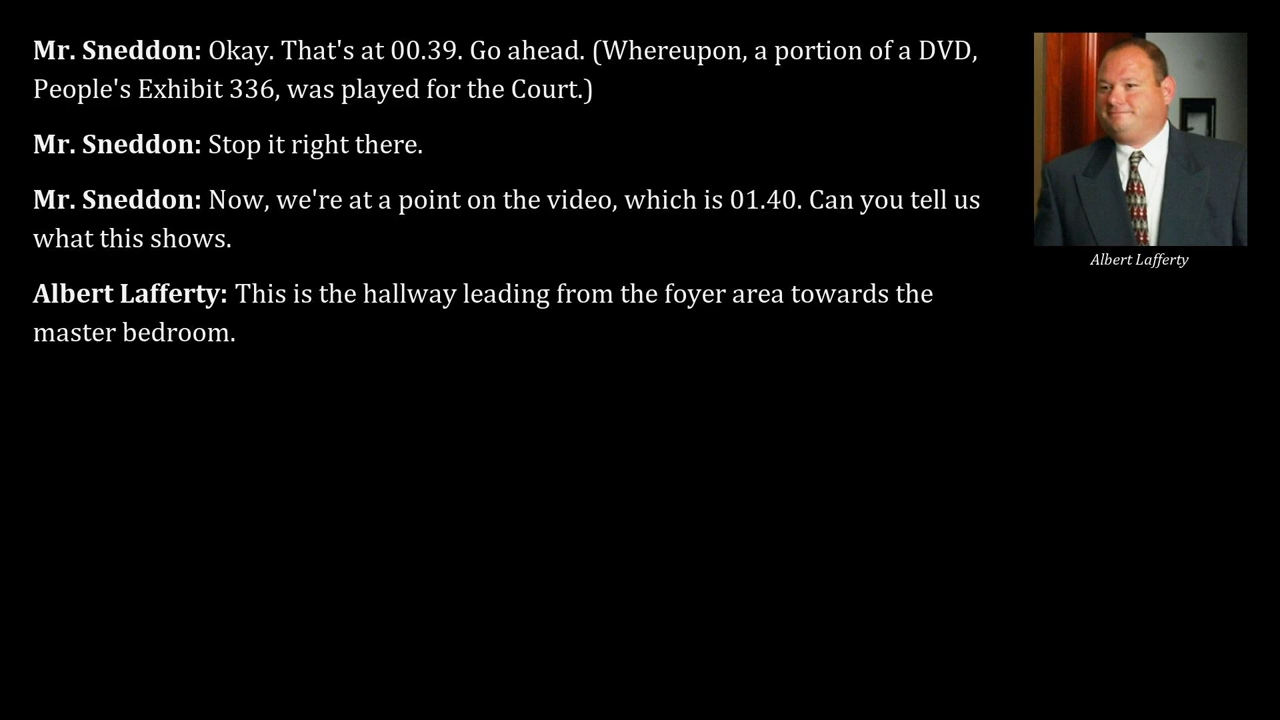 Mr. Sneddon: Okay. That's at 00.39. Go ahead. (Whereupon, a portion of a DVD,
People's Exhibit 336, was played for the Court.)
Mr. Sneddon: Stop it right there.
Mr. Sneddon: Now, we're at a point on the video, which is 01.40. Can you tell us
what this shows.
Albert Lafferty: This is the hallway leading from the foyer area towards the
master bedroom.
Albert Lafferty